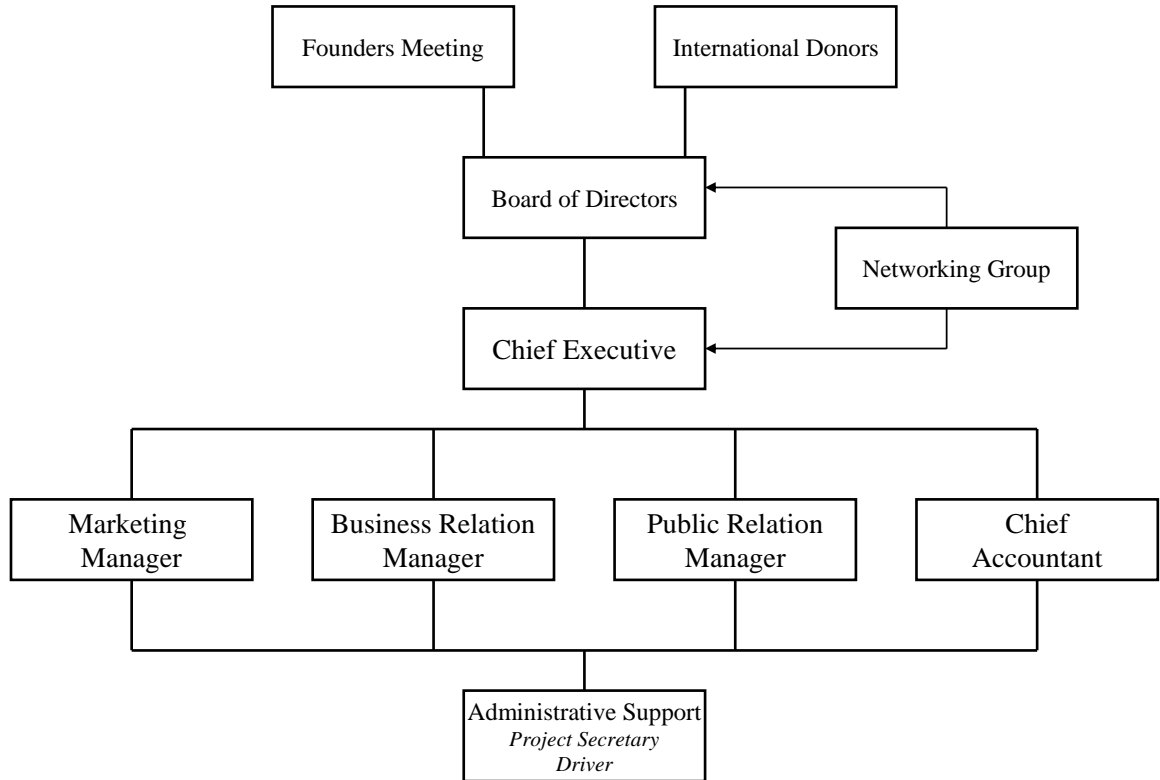 Founders Meeting
International Donors
Board of Directors
Networking Group
Chief Executive
Marketing
Manager
Business Relation
Manager
Public Relation
Manager
Chief
Accountant
Administrative Support
Project Secretary
Driver